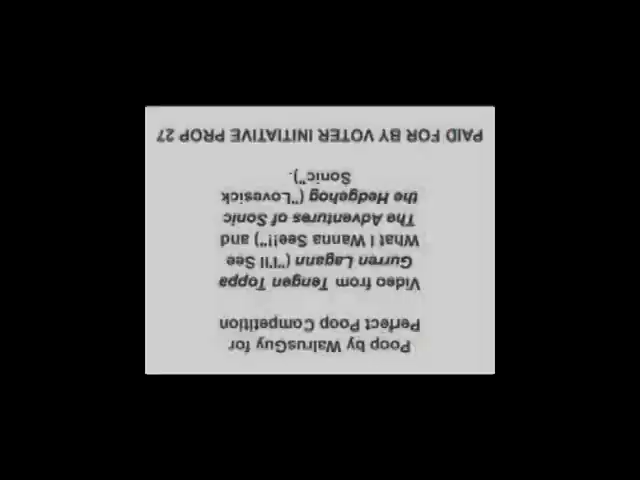 Poop by WalrusGuy for
Perfect Poop Competition
Video from Tengen Toppa
Gurren Lagann ("I'll See
What I Wanna See!!") and
The Adventures of Sonic
the Hedgehog ("Lovesick
Sonic").
PAID FOR BY VOTER INITIATIVE PROP 27